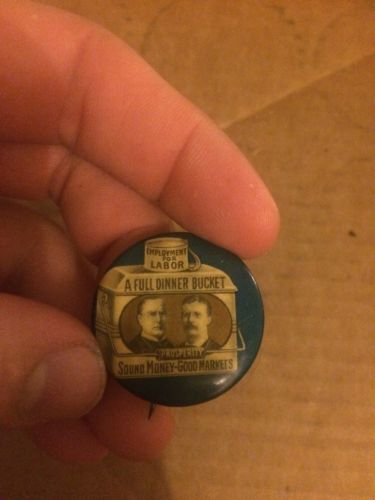 EMPLOYMENT
FOR
LABOR
A FULL DINNER BUCKET
PROSPERITY
SOUND MONEY-GOOD MARKETS